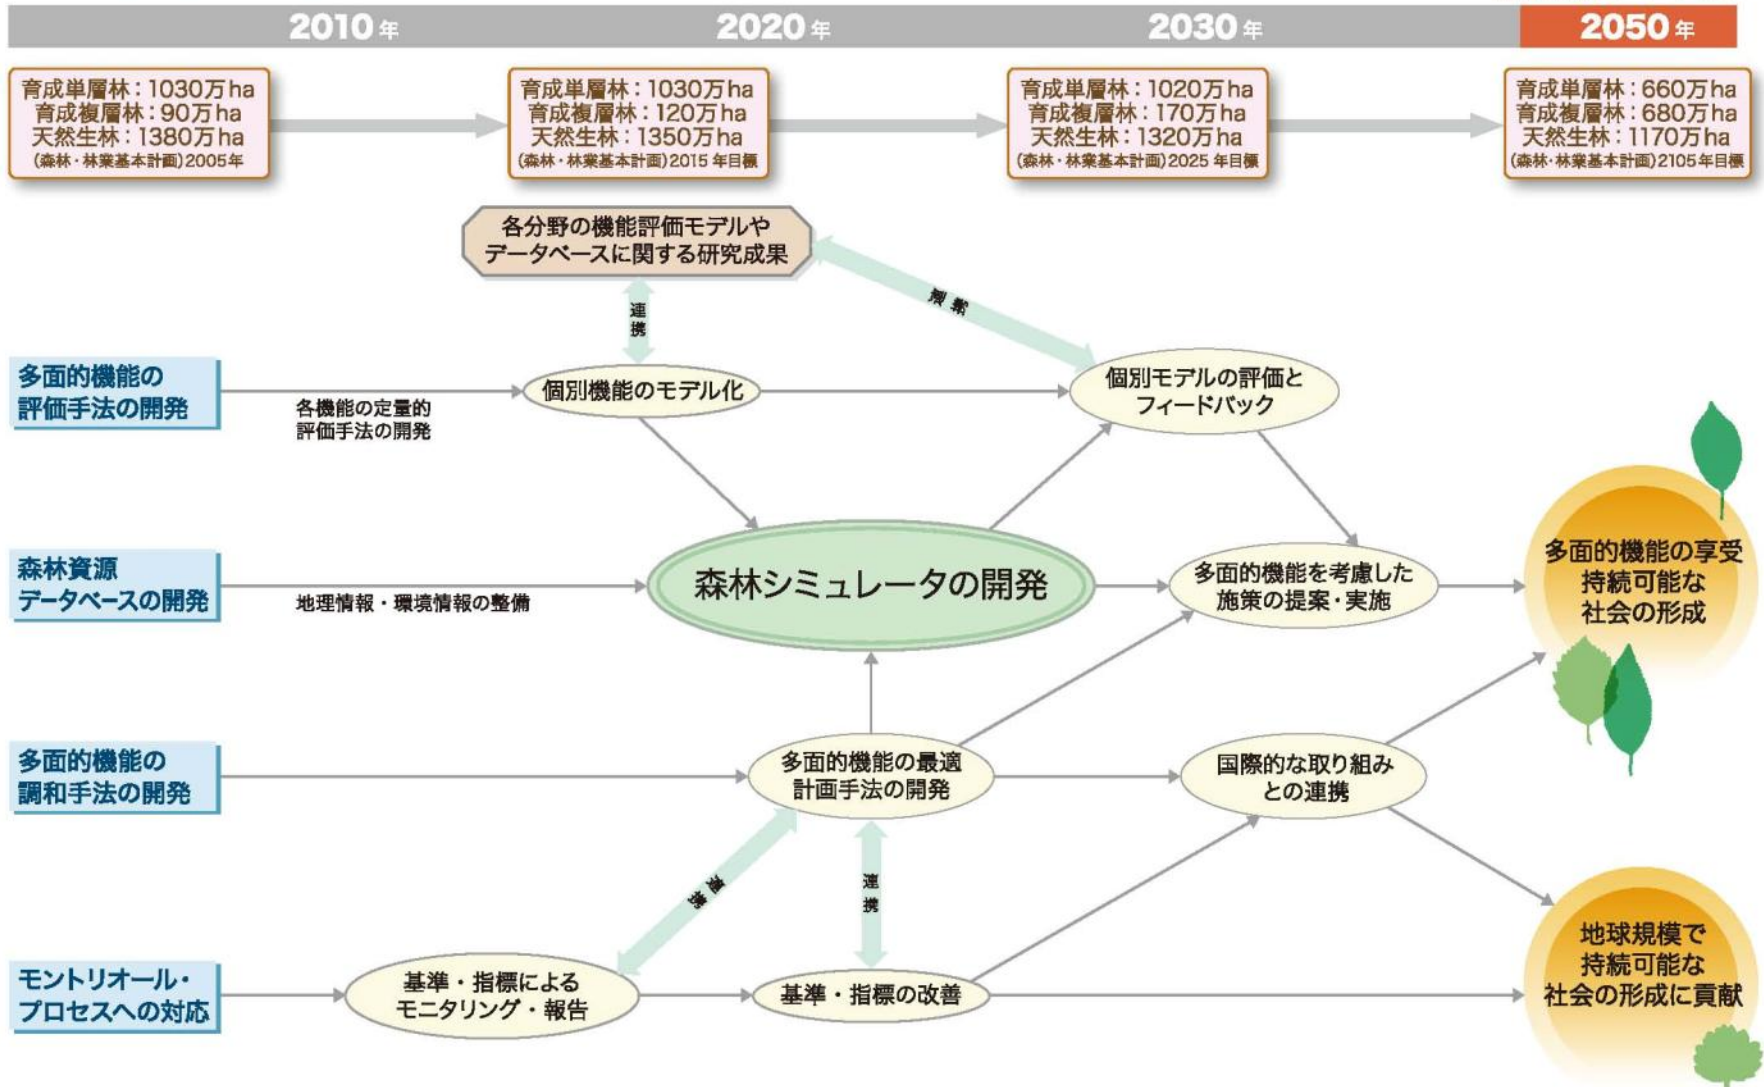 2010年
2020年
2030年
2050年
育成単層林：1030万ha
育成複層林：90万ha
天然生林：1380万ha
(森林・林業基本計画)2005年
育成単層林：1030万ha
育成複層林：120万ha
天然生林：1350万ha
(森林・林業基本計画)2015年目標
育成単層林：1020万ha
育成複層林：170万ha
天然生林：1320万ha
(森林・林業基本計画)2025年目標
育成単層林：660万ha
育成複層林：680万ha
天然生林：1170万ha
(森林・林業基本計画)2105年目標
各分野の機能評価モデルや
データベースに関する研究成果
連携
連携
多面的機能の
評価手法の開発
各機能の定量的
評価手法の開発
個別機能のモデル化
個別モデルの評価と
フィードバック
森林資源
データベースの開発
地理情報・環境情報の整備
森林シミュレータの開発
多面的機能を考慮した
施策の提案・実施
多面的機能の享受
持続可能な
社会の形成
多面的機能の
調和手法の開発
多面的機能の最適
計画手法の開発
国際的な取り組み
との連携
連携
連携
モントリオール・
プロセスへの対応
基準・指標による
モニタリング・報告
基準・指標の改善
地球規模で
持続可能な
社会の形成に貢献